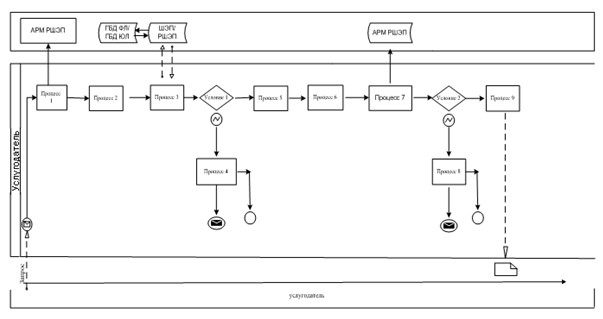 АРМ РШЭП
ГБД ФЛ/
ГБД ЮЛ
ШЭП/
РШЭП
АРМ РШЭП
Процесс
1
Процесс 2
Процесс 3
Условие 1
Процесс 5
Процесс 6
Процесс 7
Условие 2
Процесс 9
Услугодатель
Процесс 4
Процесс 8
Запрос
услугодатель